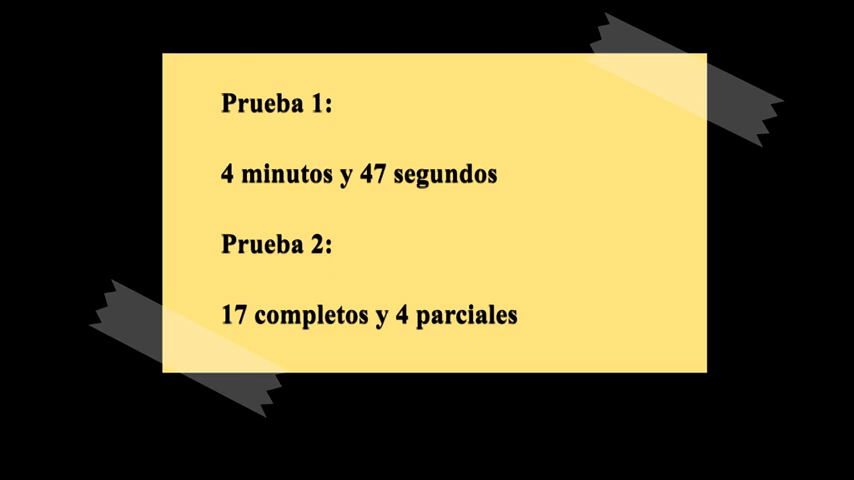 Prueba 1:
4 minutos y 47 segundos
Prueba 2:
17 completos y 4 parciales